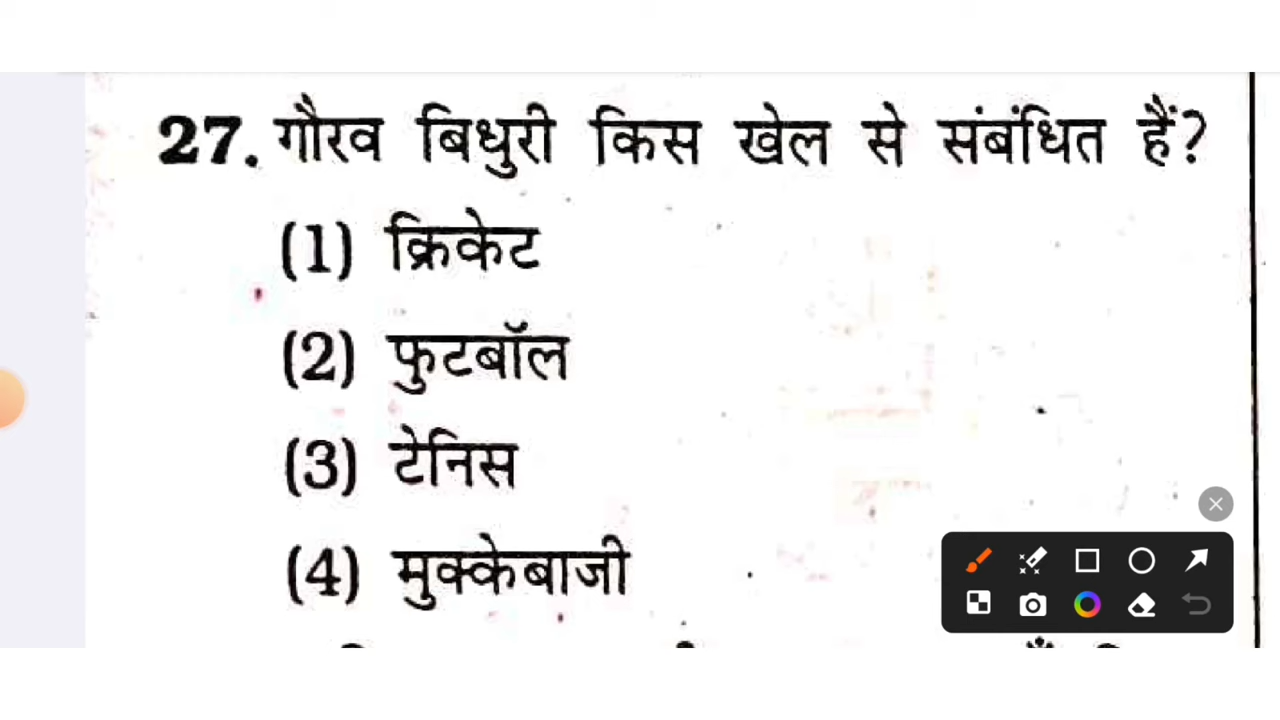 27. गौरव बिधुरी किस खेल से संबंधित हैं?
(1) क्रिकेट
(2) फुटबॉल
(3) टेनिस
(4) मुक्केबाजी